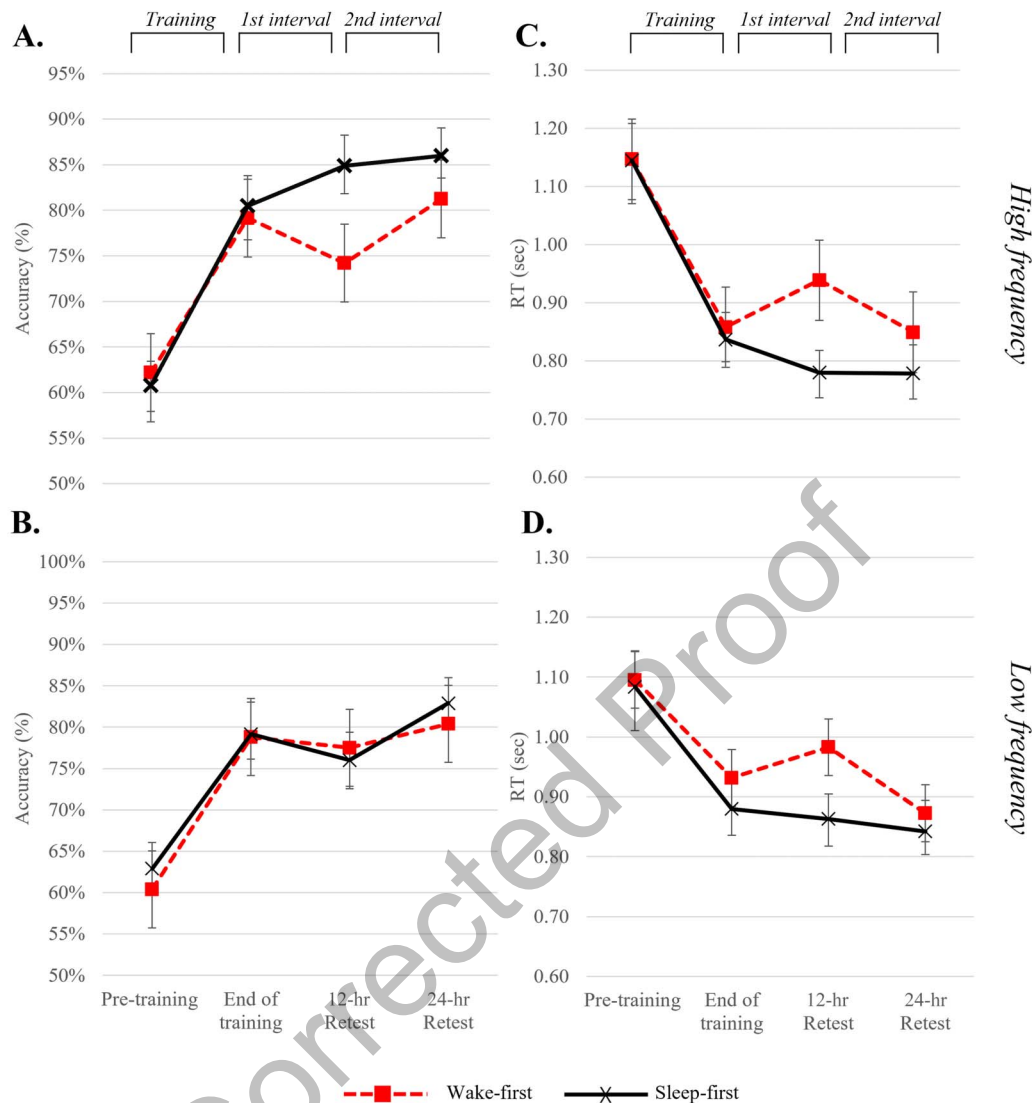 Training 1st interval 2nd interval
A.
95%
90%
85%
80%
75%
70%
65%
60%
55%
50%
Accuracy (%)
Training 1st interval 2nd interval
C.
1.30
1.20
1.10
1.00
0.90
0.80
0.70
0.60
RT (sec)
High frequency
B.
100%
95%
90%
85%
80%
75%
70%
65%
60%
55%
50%
Accuracy (%)
Pre-training End of 12-hr 24-hr
training Retest Retest
D.
1.30
1.20
1.10
1.00
0.90
0.80
0.70
0.60
RT (sec)
Pre-training End of 12-hr 24-hr
training Retest Retest
Low frequency
Wake-first Sleep-first
Corrected Proof